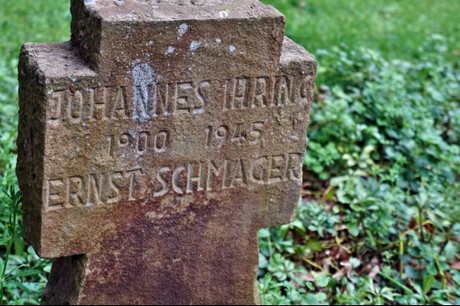 JOHANNES IHRING
1900 1945
ERNST SCHMAGER